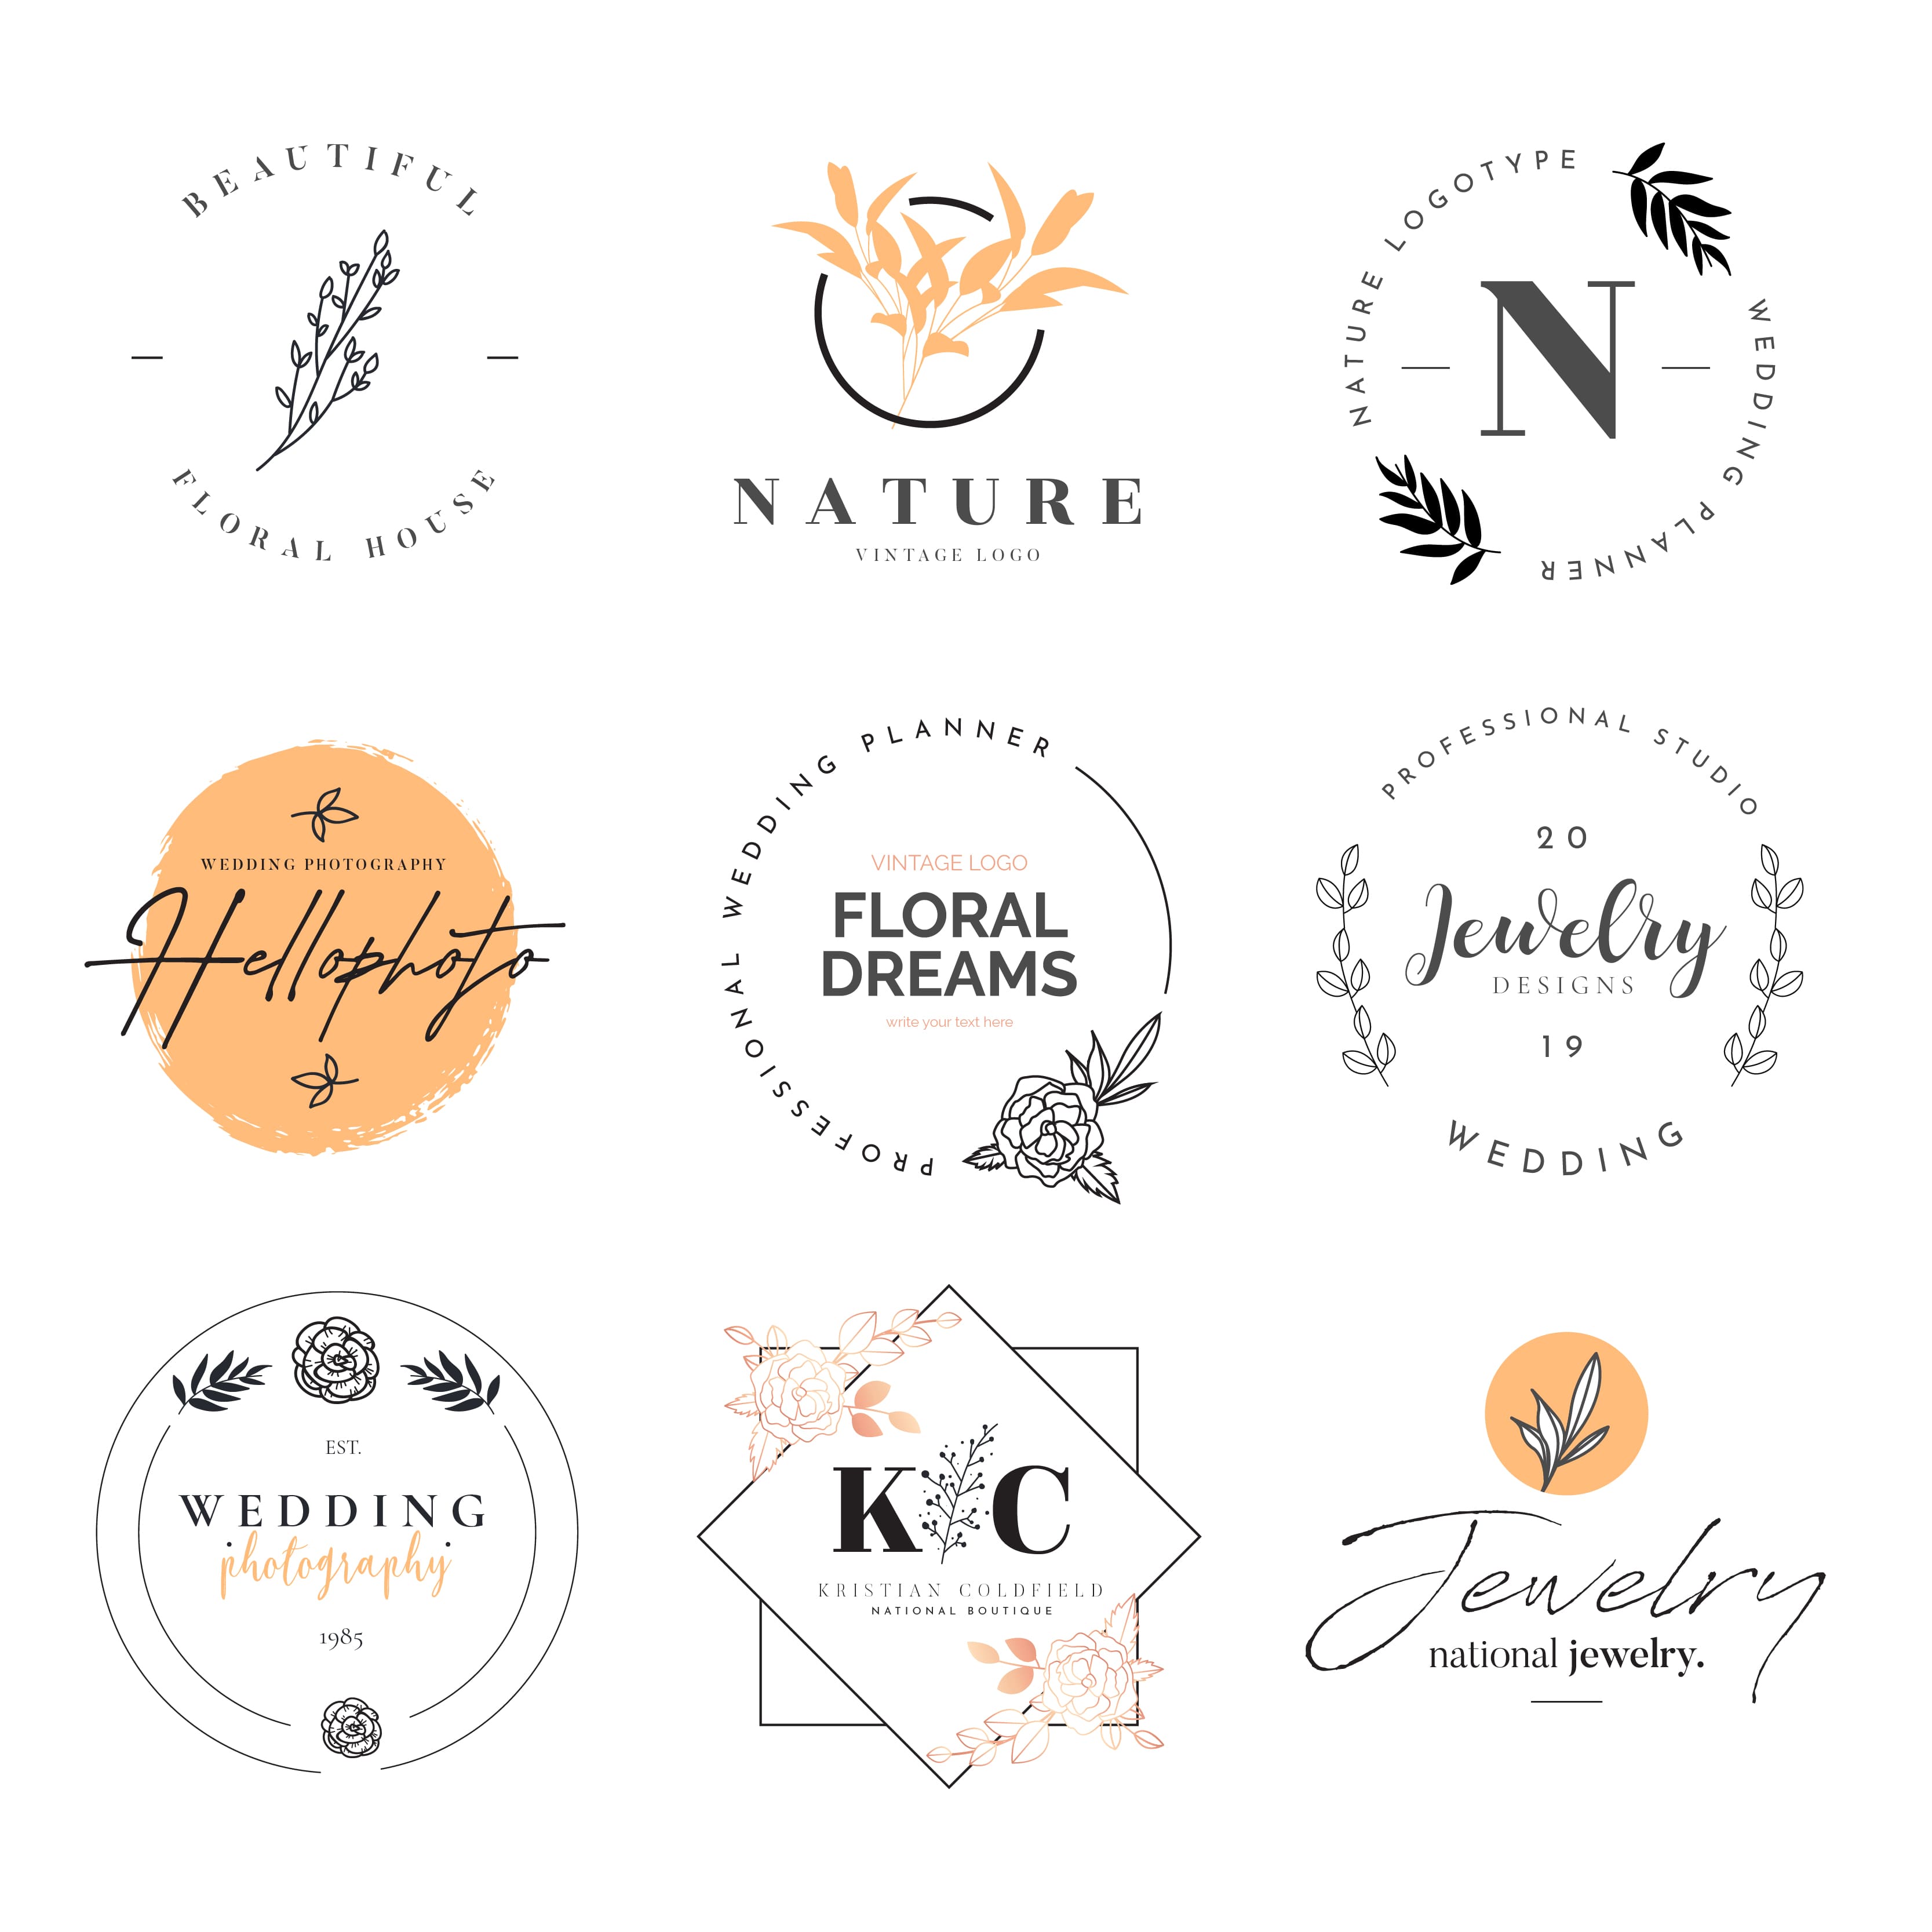 BEAUTIFUL
FLORAL HOUSE
NATURE
VINTAGE LOGO
NATURE LOGOTYPE
N
WEDDING PLANNER
WEDDING PHOTOGRAPHY
Hellophoto
PROFESSIONAL WEDDING PLANNER
VINTAGE LOGO
FLORAL
DREAMS
write your text here
PROFESSIONAL STUDIO
20
Jewelry
DESIGNS
19
WEDDING
EST.
WEDDING
photography
1985
K C
KRISTIAN COLDFIELD
NATIONAL BOUTIQUE
Jewelry
national jewelry.